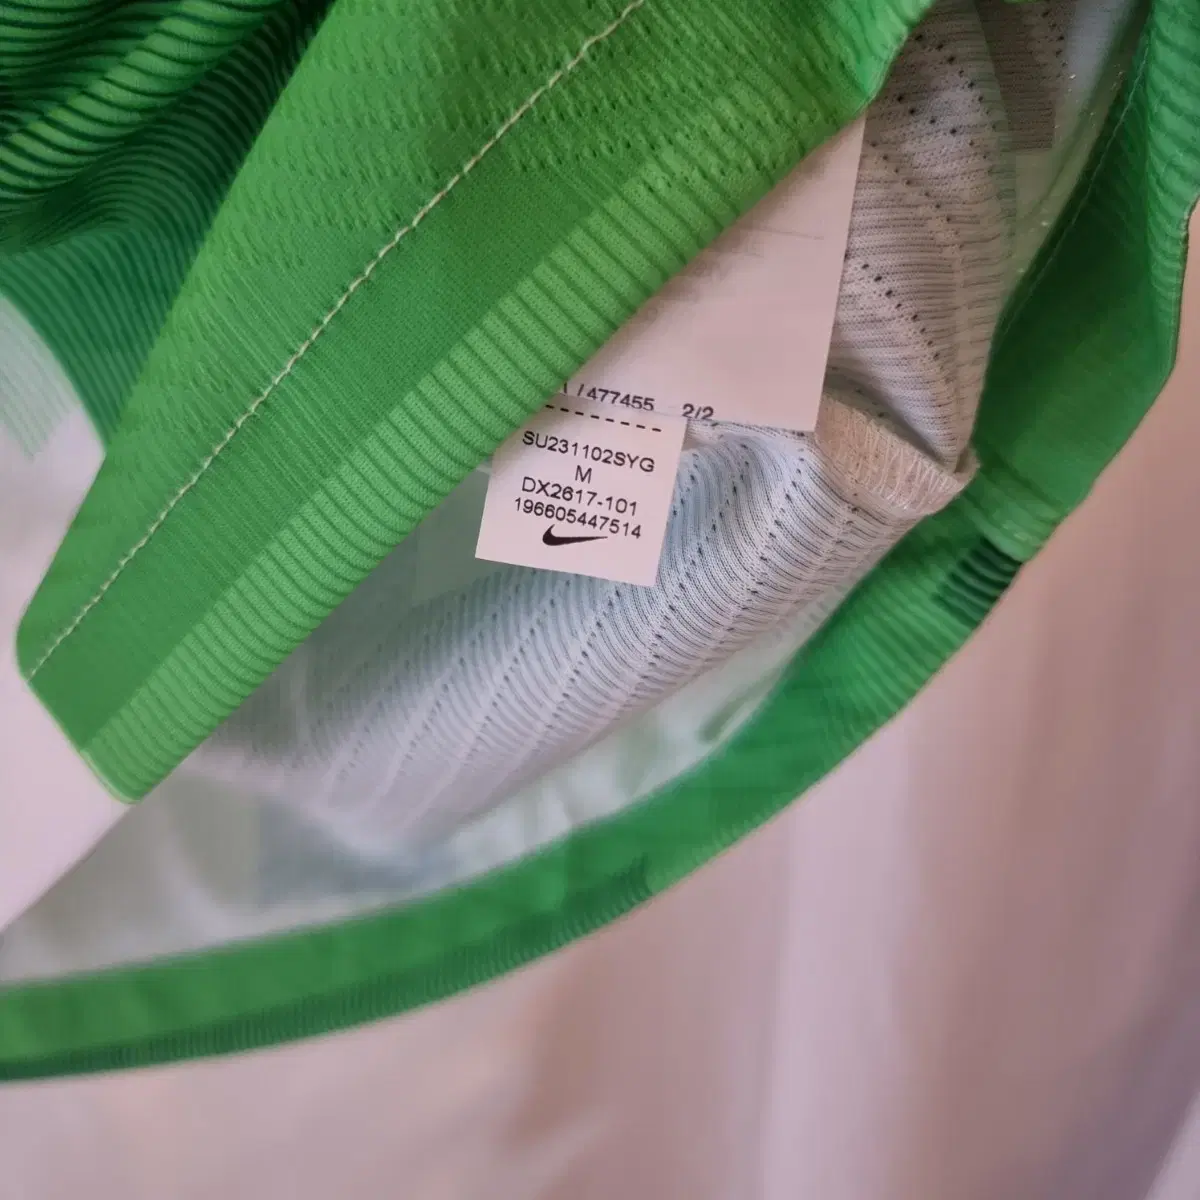 /477455 2/2
SU231102SYG
M
DX2617-101
196605447514